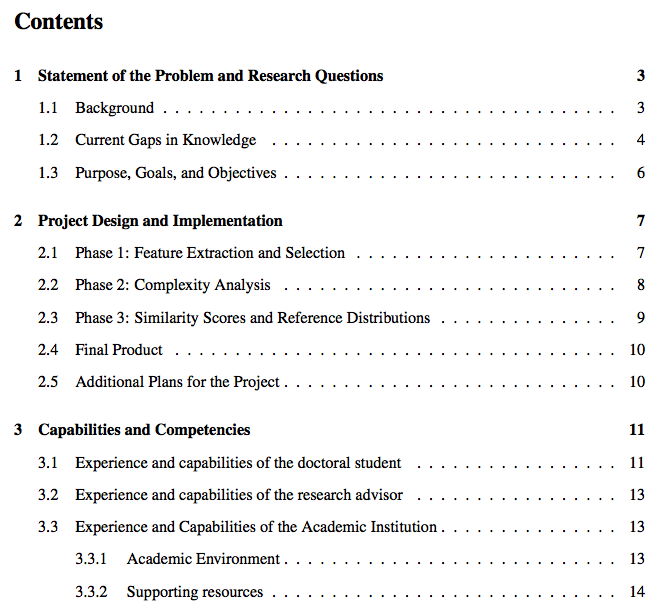 Contents
1 Statement of the Problem and Research Questions 3
1.1 Background . . . . . . . . . . . . . . . . . . . . . . . . . . . . . . . . . . . . . . 3
1.2 Current Gaps in Knowledge . . . . . . . . . . . . . . . . . . . . . . . . . . . . . 4
1.3 Purpose, Goals, and Objectives . . . . . . . . . . . . . . . . . . . . . . . . . . . . 6
2 Project Design and Implementation 7
2.1 Phase 1: Feature Extraction and Selection . . . . . . . . . . . . . . . . . . . . . . 7
2.2 Phase 2: Complexity Analysis . . . . . . . . . . . . . . . . . . . . . . . . . . . . 8
2.3 Phase 3: Similarity Scores and Reference Distributions . . . . . . . . . . . . . . . 9
2.4 Final Product . . . . . . . . . . . . . . . . . . . . . . . . . . . . . . . . . . . . . 10
2.5 Additional Plans for the Project . . . . . . . . . . . . . . . . . . . . . . . . . . . . 10
3 Capabilities and Competencies 11
3.1 Experience and capabilities of the doctoral student . . . . . . . . . . . . . . . . . 11
3.2 Experience and capabilities of the research advisor . . . . . . . . . . . . . . . . . 13
3.3 Experience and Capabilities of the Academic Institution . . . . . . . . . . . . . . . 13
3.3.1 Academic Environment . . . . . . . . . . . . . . . . . . . . . . . . . . . . 13
3.3.2 Supporting resources . . . . . . . . . . . . . . . . . . . . . . . . . . . . . 14